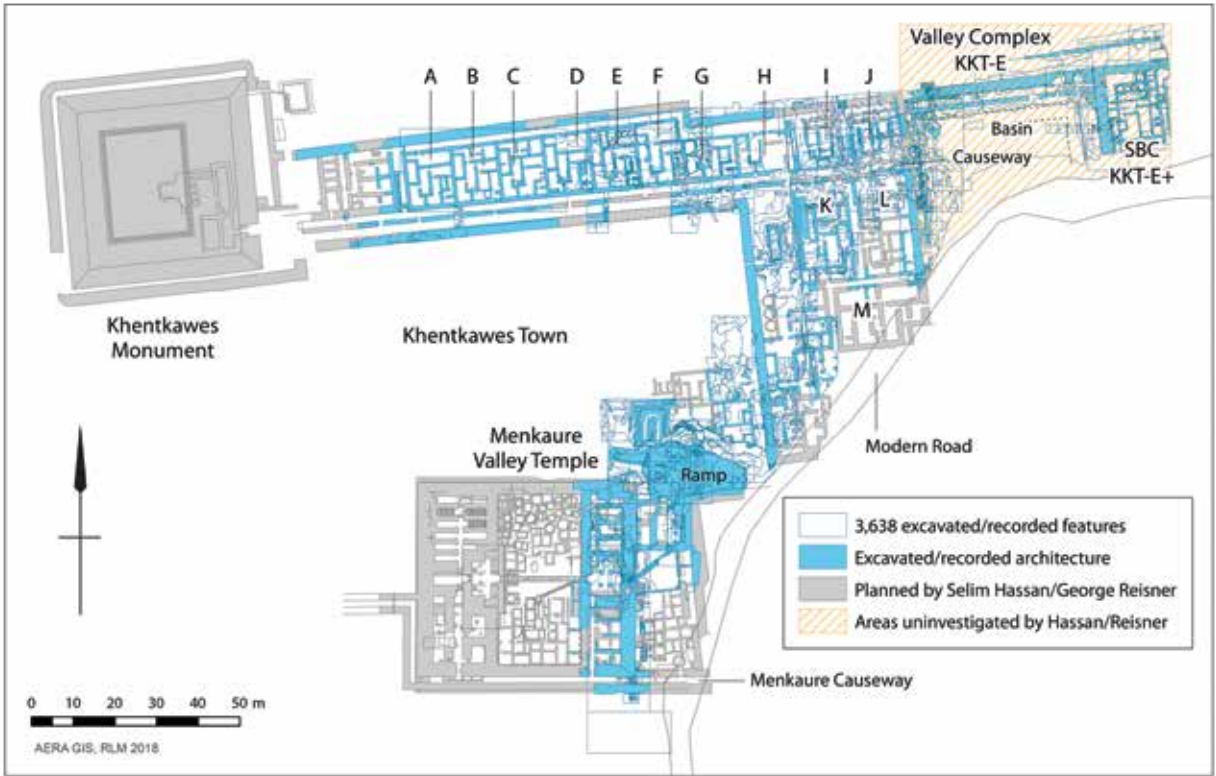 Valley Complex
KKT-E
A B C D E F G H I J
Basin
Causeway
SBC
KKT-E+
K L
M
Khentkawes
Monument
Khentkawes Town
Modern Road
Menkaure
Valley Temple
Ramp
3,638 excavated/recorded features
Excavated/recorded architecture
Planned by Selim Hassan/George Reisner
Areas uninvestigated by Hassan/Reisner
Menkaure Causeway
0 10 20 30 40 50 m
AERA GIS, RLM 2018